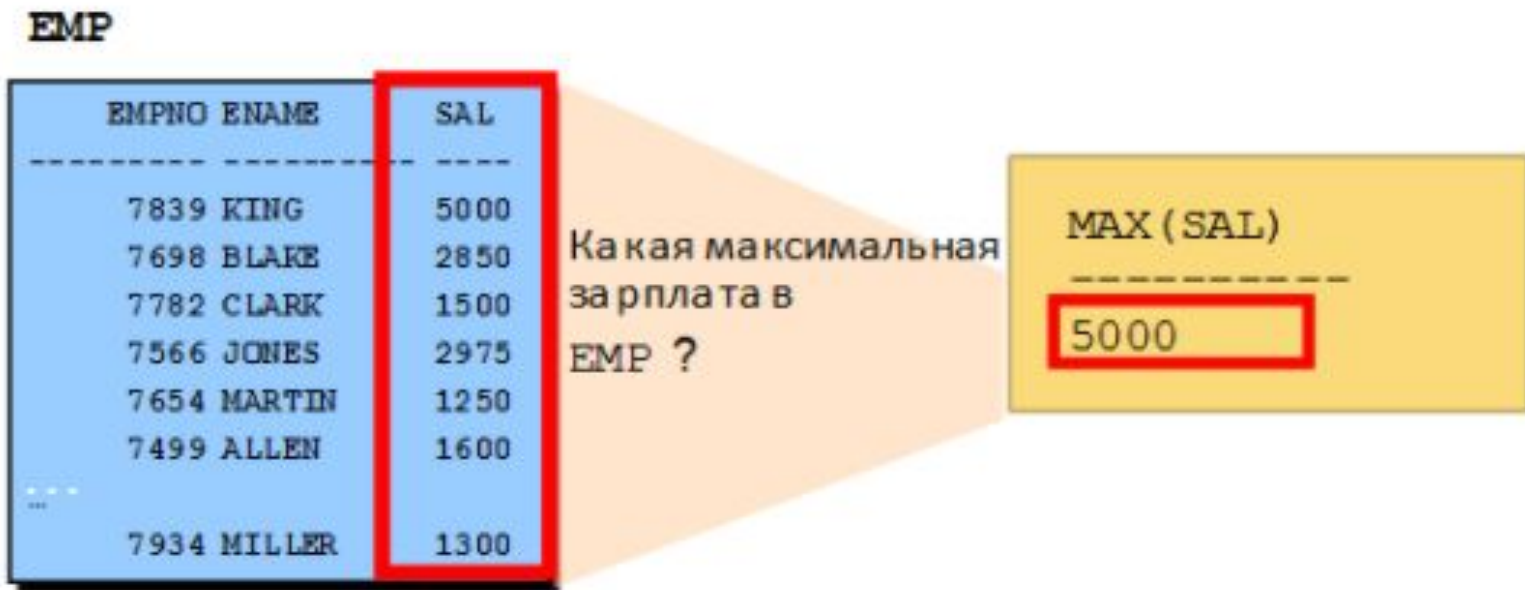 EMP
EMPNO ENAME SAL
--------- ---------- ----
7839 KING 5000
7698 BLAKE 2850
7782 CLARK 1500
7566 JONES 2975
7654 MARTIN 1250
7499 ALLEN 1600
...
7934 MILLER 1300
Какая максимальная
зарплата в
EMP ?
MAX(SAL)
----------
5000